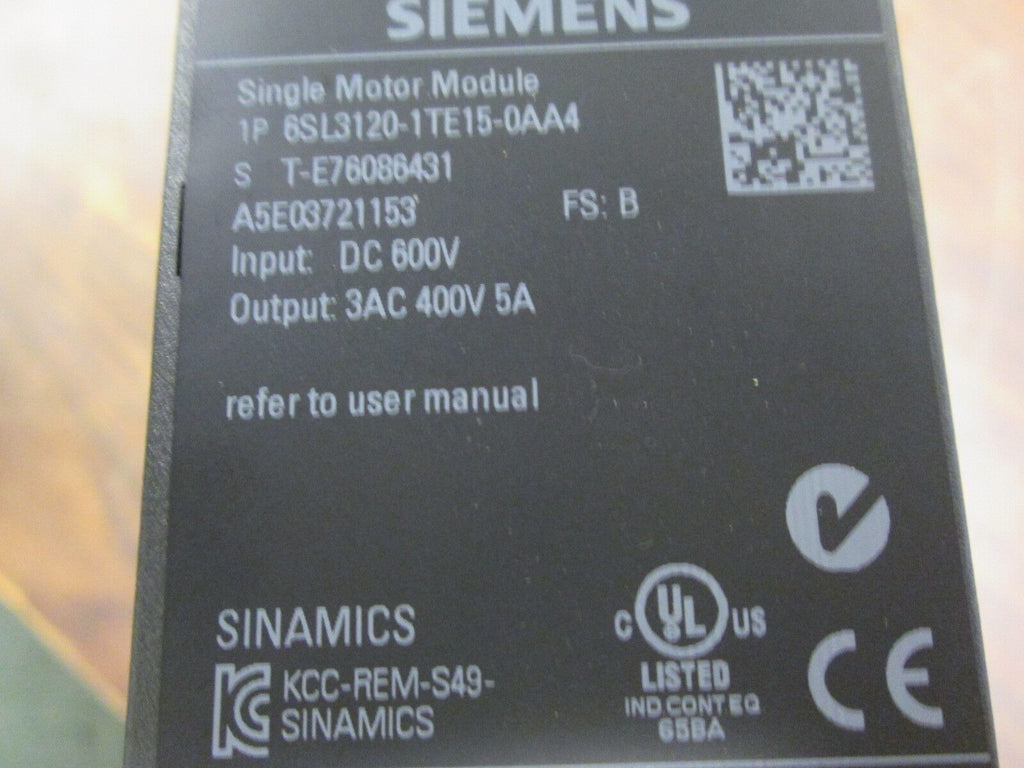 SIEMENS
Single Motor Module
1P 6SL3120-1TE15-0AA4
S T-E76086431
A5E03721153 FS: B
Input: DC 600V
Output: 3AC 400V 5A
refer to user manual
SINAMICS
KCC-REM-S49-
SINAMICS
C UL US
LISTED
IND.CONT.EQ
65BA
CE